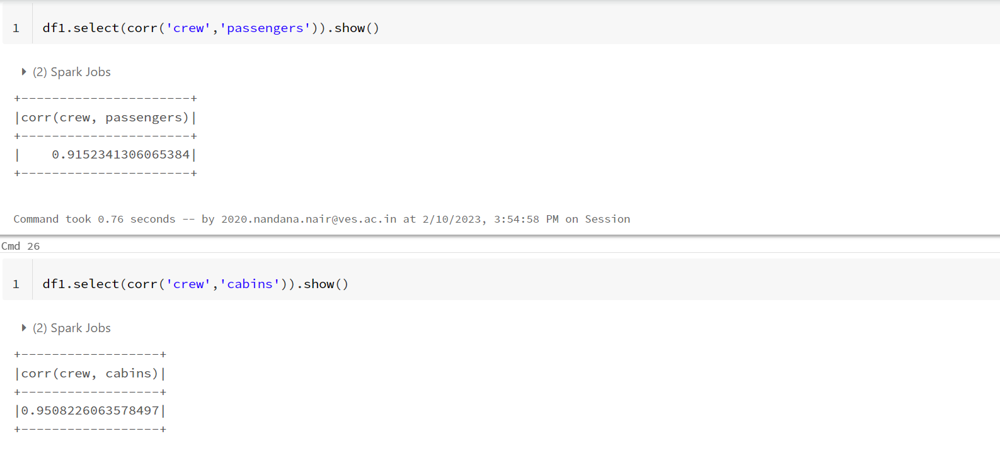 1 df1.select(corr('crew','passengers')).show()
(2) Spark Jobs
+----------------------+
|corr(crew, passengers)|
+----------------------+
|    0.9152341306065384|
+----------------------+
Command took 0.76 seconds -- by 2020.nandana.nair@ves.ac.in at 2/10/2023, 3:54:58 PM on Session
Cmd 26
1 df1.select(corr('crew','cabins')).show()
(2) Spark Jobs
+------------------+
|corr(crew, cabins)|
+------------------+
|0.9508226063578497|
+------------------+